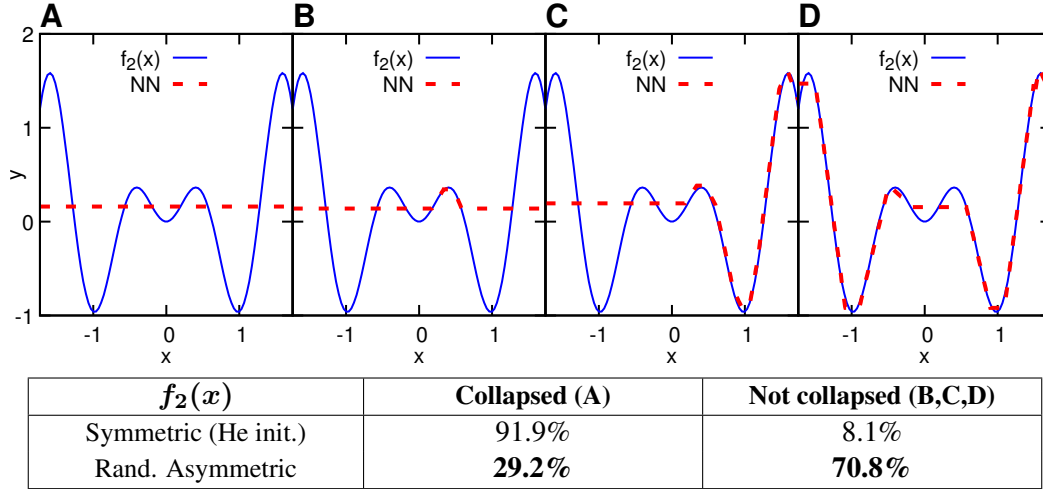 A B C D
2
f₂(x) f₂(x) f₂(x) f₂(x)
NN NN NN NN
1
y
0
-1
-1 0 1 -1 0 1 -1 0 1 -1 0 1
x x x x
f₂(x) Collapsed (A) Not collapsed (B,C,D)
Symmetric (He init.) 91.9% 8.1%
Rand. Asymmetric 29.2% 70.8%